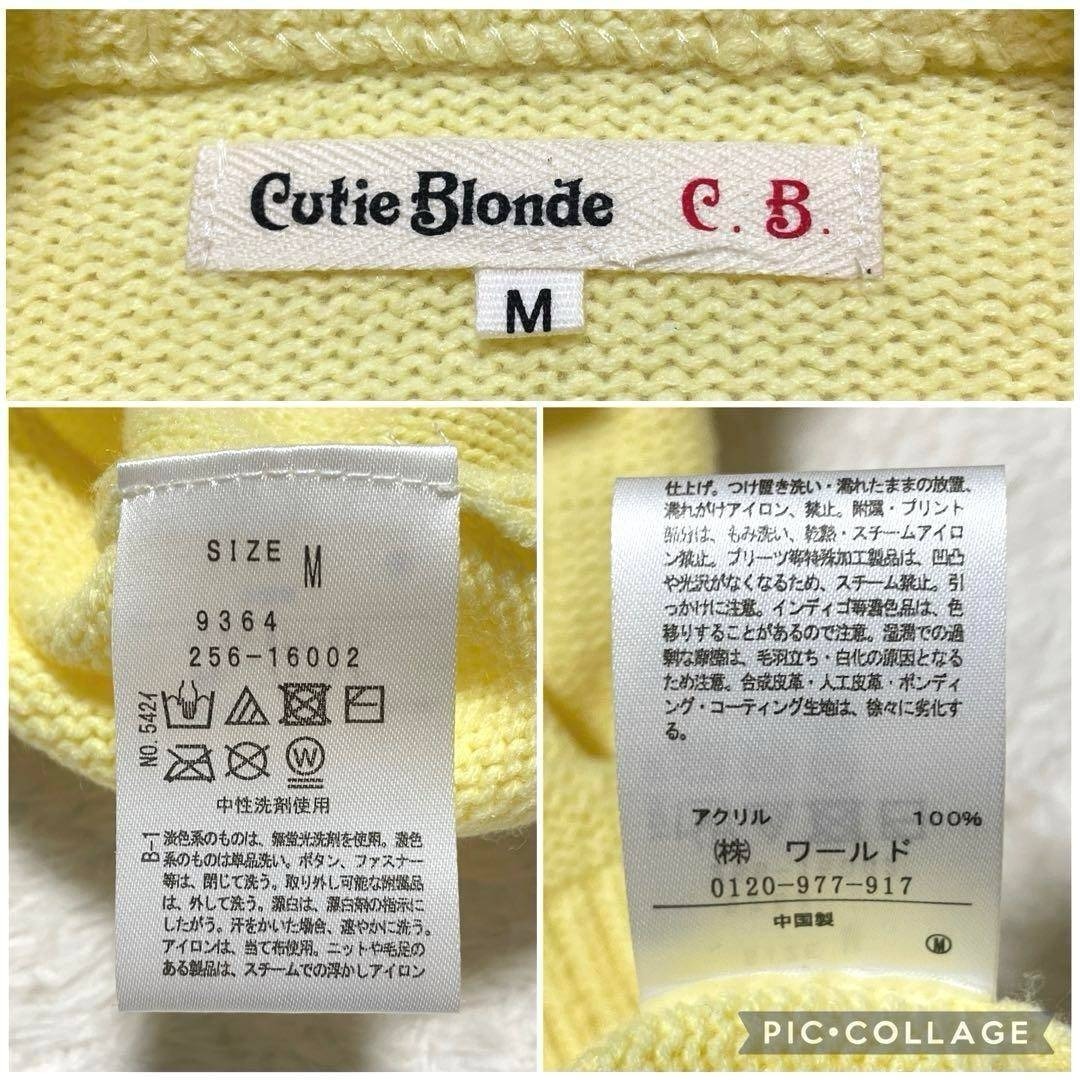 Cutie Blonde C. B.
M
SIZE M
9364
256-16002
NO.5424
W
中性洗剤使用
B-1
淡色系のものは、無蛍光洗剤を使用。濃色
系のものは単品洗い。ボタン、ファスナー
等は、閉じて洗う。取り外し可能な附属品
は、外して洗う。漂白は、漂白剤の指示に
したがう。汗をかいた場合、速やかに洗う。
アイロンは、当て布使用。ニットや毛足の
ある製品は、スチームでの浮かしアイロン
仕上げ。つけ置き洗い・濡れたままの放置、
濡れがけアイロン、禁止。附属・プリント
部分は、もみ洗い、乾熱・スチームアイロ
ン禁止。プリーツ等特殊加工製品は、凹凸
や光沢がなくなるため、スチーム禁止。引
っかけに注意。インディゴ等濃色品は、色
移りすることがあるので注意。湿潤での過
剰な摩擦は、毛羽立ち・白化の原因となる
ため注意。合成皮革・人工皮革・ボンディ
ング・コーティング生地は、徐々に劣化す
る。
アクリル 100%
(株) ワールド
0120-977-917
中国製
M
PIC•COLLAGE